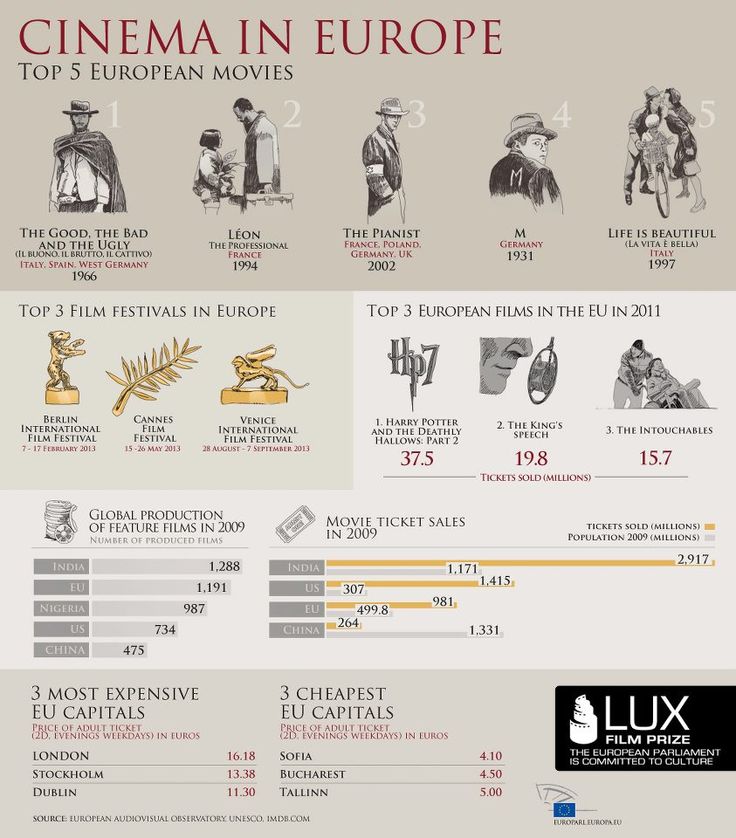 CINEMA IN EUROPE
TOP 5 EUROPEAN MOVIES
1
2
3
4
5
THE GOOD, THE BAD
AND THE UGLY
(IL BUONO, IL BRUTTO, IL CATTIVO)
ITALY, SPAIN, WEST GERMANY
1966
LÉON
THE PROFESSIONAL
FRANCE
1994
THE PIANIST
FRANCE, POLAND,
GERMANY, UK
2002
M
M
GERMANY
1931
LIFE IS BEAUTIFUL
(LA VITA È BELLA)
ITALY
1997
TOP 3 FILM FESTIVALS IN EUROPE
BERLIN
INTERNATIONAL
FILM FESTIVAL
7 - 17 FEBRUARY 2013
CANNES
FILM
FESTIVAL
15 -26 MAY 2013
VENICE
INTERNATIONAL
FILM FESTIVAL
28 AUGUST - 7 SEPTEMBER 2013
TOP 3 EUROPEAN FILMS IN THE EU IN 2011
Hp7
1. HARRY POTTER
AND THE DEATHLY
HALLOWS: PART 2
37.5
2. THE KING'S
SPEECH
19.8
3. THE INTOUCHABLES
15.7
TICKETS SOLD (MILLIONS)
GLOBAL PRODUCTION
OF FEATURE FILMS IN 2009
NUMBER OF PRODUCED FILMS
INDIA 1,288
EU 1,191
NIGERIA 987
US 734
CHINA 475
MOVIE TICKET SALES
IN 2009
TICKETS SOLD (MILLIONS)
POPULATION 2009 (MILLIONS)
INDIA 2,917
1,171
US 1,415
307
EU 981
499.8
CHINA 264
1,331
3 MOST EXPENSIVE
EU CAPITALS
PRICE OF ADULT TICKET
(2D, EVENINGS WEEKDAYS) IN EUROS
LONDON 16.18
STOCKHOLM 13.38
DUBLIN 11.30
3 CHEAPEST
EU CAPITALS
PRICE OF ADULT TICKET
(2D, EVENINGS WEEKDAYS) IN EUROS
SOFIA 4.10
BUCHAREST 4.50
TALLINN 5.00
LUX
FILM PRIZE
THE EUROPEAN PARLIAMENT
IS COMMITTED TO CULTURE
SOURCE: EUROPEAN AUDIOVISUAL OBSERVATORY, UNESCO, IMDB.COM
EUROPARL.EUROPA.EU